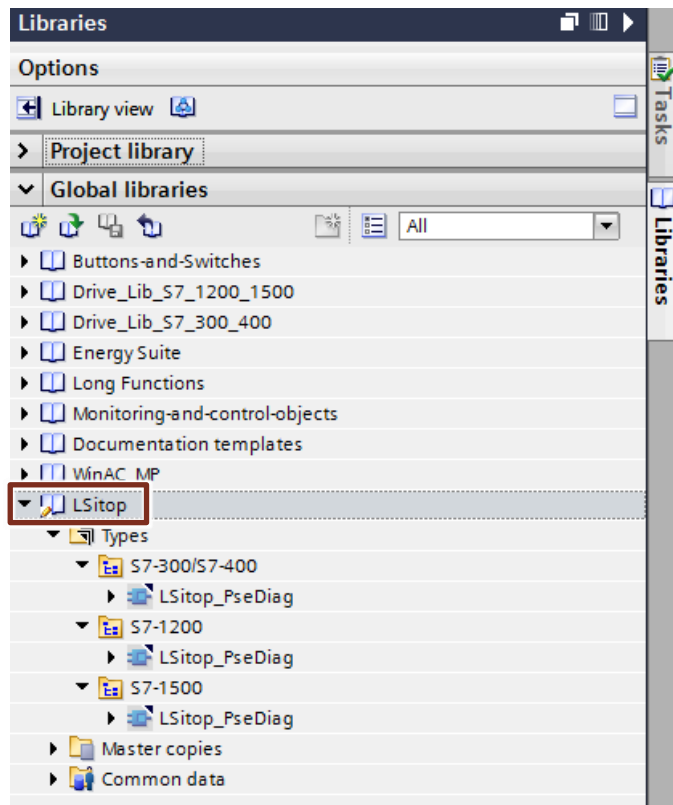 Libraries
Options
Library view
Project library
Global libraries
All
Buttons-and-Switches
Drive_Lib_S7_1200_1500
Drive_Lib_S7_300_400
Energy Suite
Long Functions
Monitoring-and-control-objects
Documentation templates
WinAC_MP
LSitop
Types
S7-300/S7-400
LSitop_PseDiag
S7-1200
LSitop_PseDiag
S7-1500
LSitop_PseDiag
Master copies
Common data
Tasks
Libraries